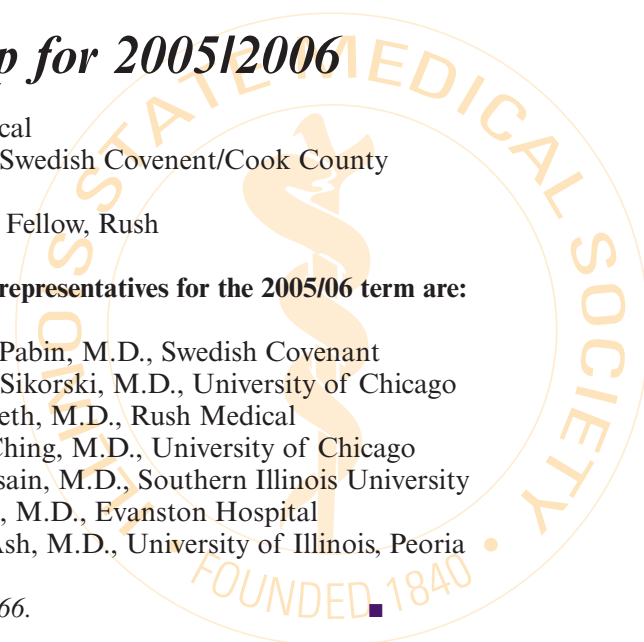 p for 2005/2006
cal
Swedish Covenent/Cook County
Fellow, Rush
representatives for the 2005/06 term are:
Pabin, M.D., Swedish Covenant
Sikorski, M.D., University of Chicago
eth, M.D., Rush Medical
Ching, M.D., University of Chicago
sain, M.D., Southern Illinois University
, M.D., Evanston Hospital
Ash, M.D., University of Illinois, Peoria
66.
ILLINOIS STATE MEDICAL SOCIETY
• FOUNDED 1840 •